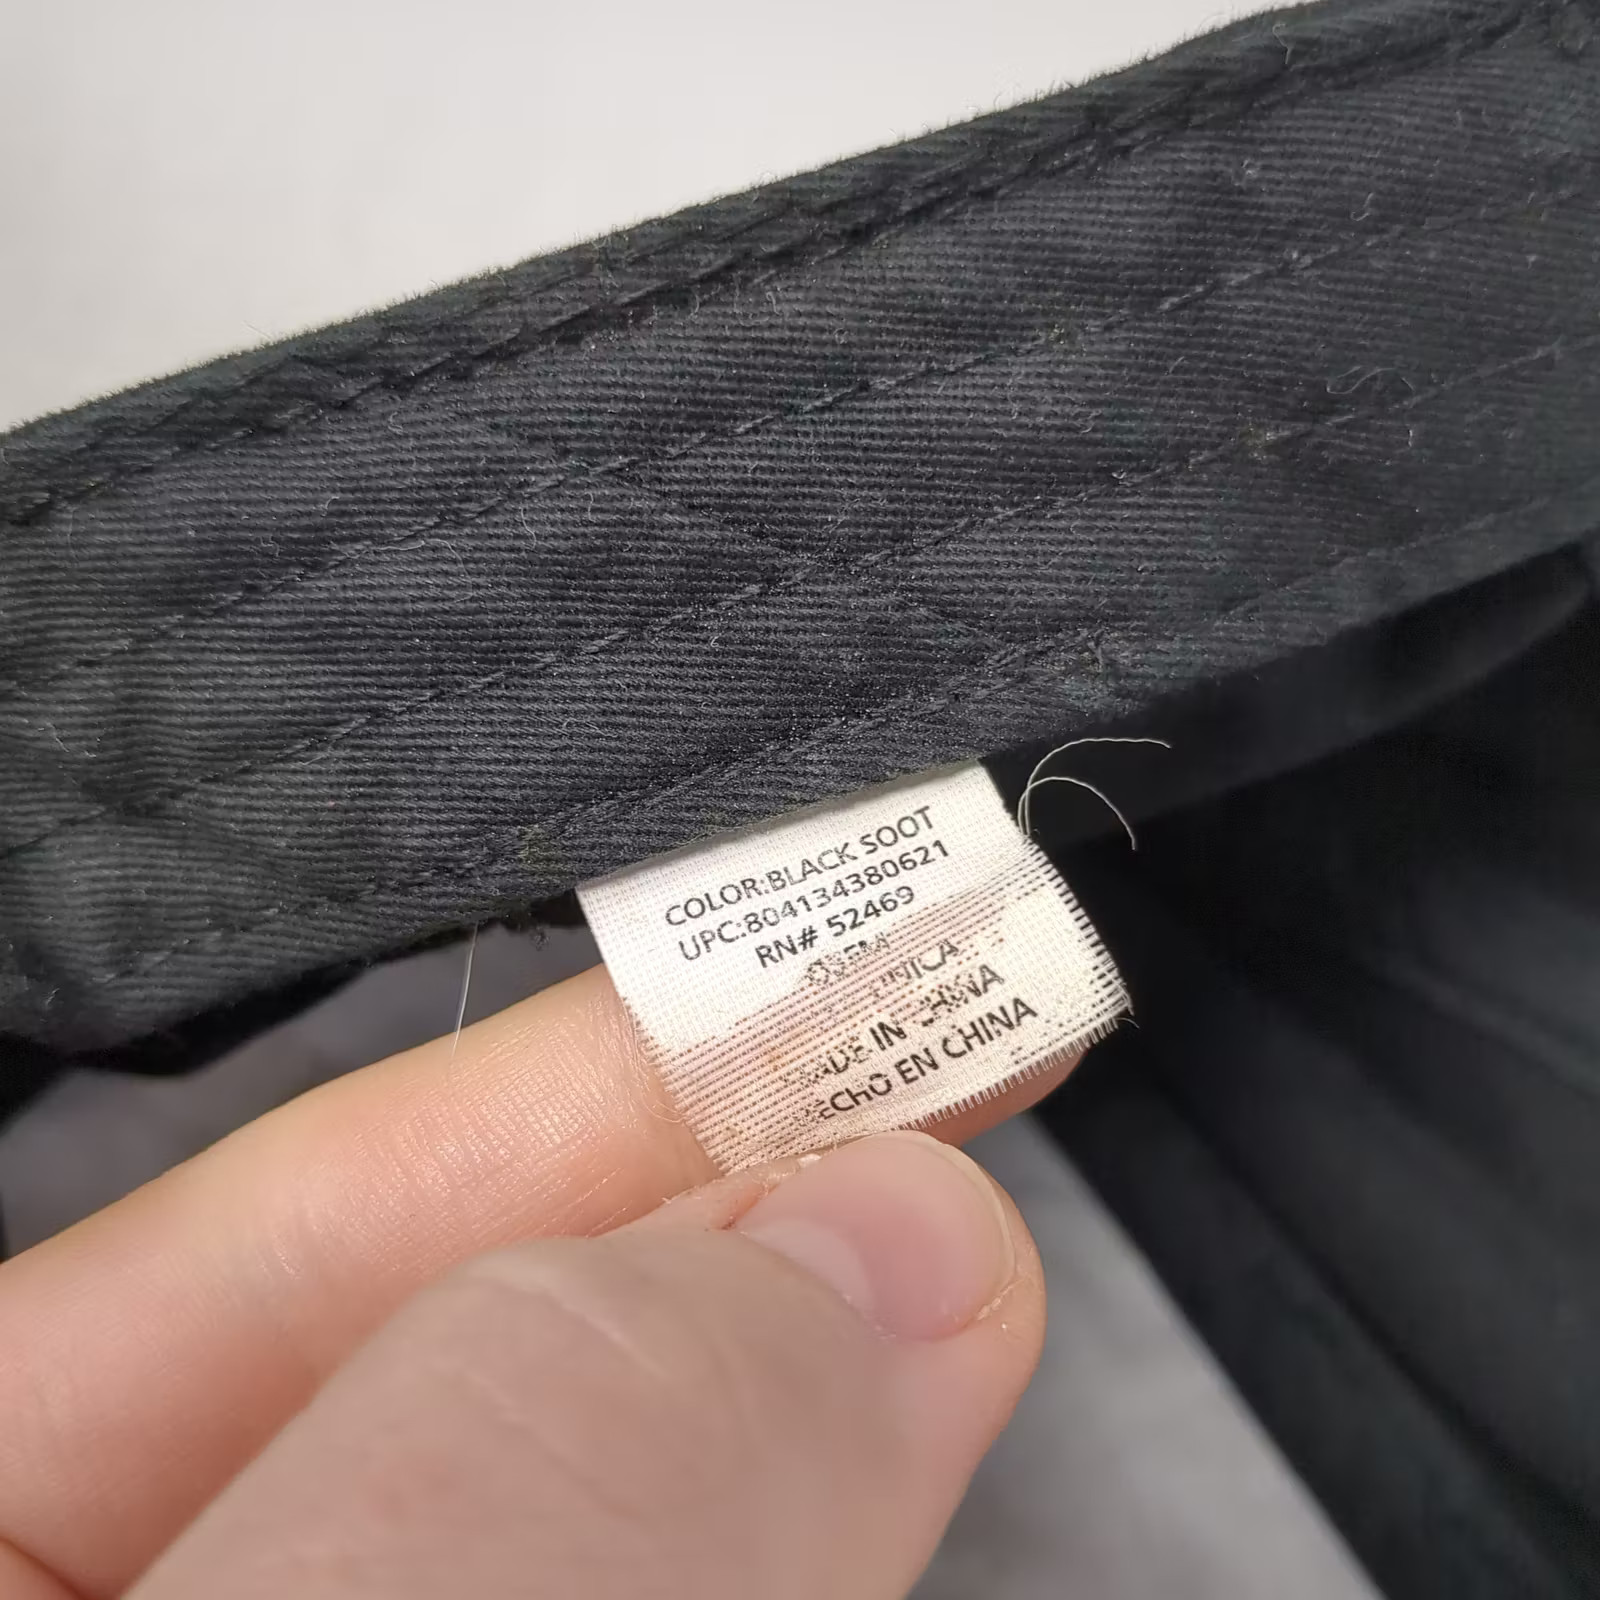 COLOR:BLACK SOOT
UPC:804134380621
RN# 52469
MADE IN CHINA
HECHO EN CHINA